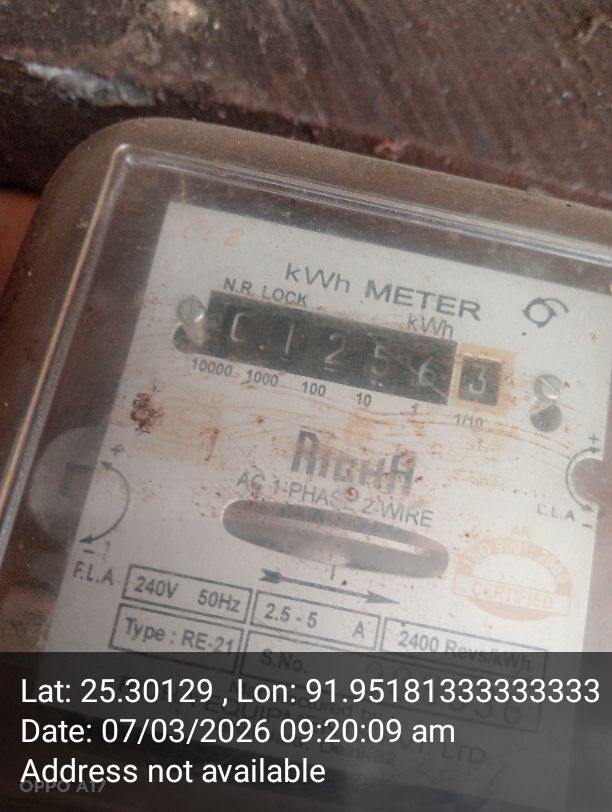 kWh METER
N.R. LOCK
kWh
0 1 2 5 6 3
10000 1000 100 10 1 1/10
RICHA
AC 1-PHASE 2-WIRE
L.L.A
F.L.A
AN
ISO 9001:2000
CERTIFIED
240V 50Hz
2.5 - 5 A
2400 Revs/kWh
Type : RE-21
S.No.
Lat: 25.30129 , Lon: 91.95181333333333
Date: 07/03/2026 09:20:09 am
Address not available
OPPO A17